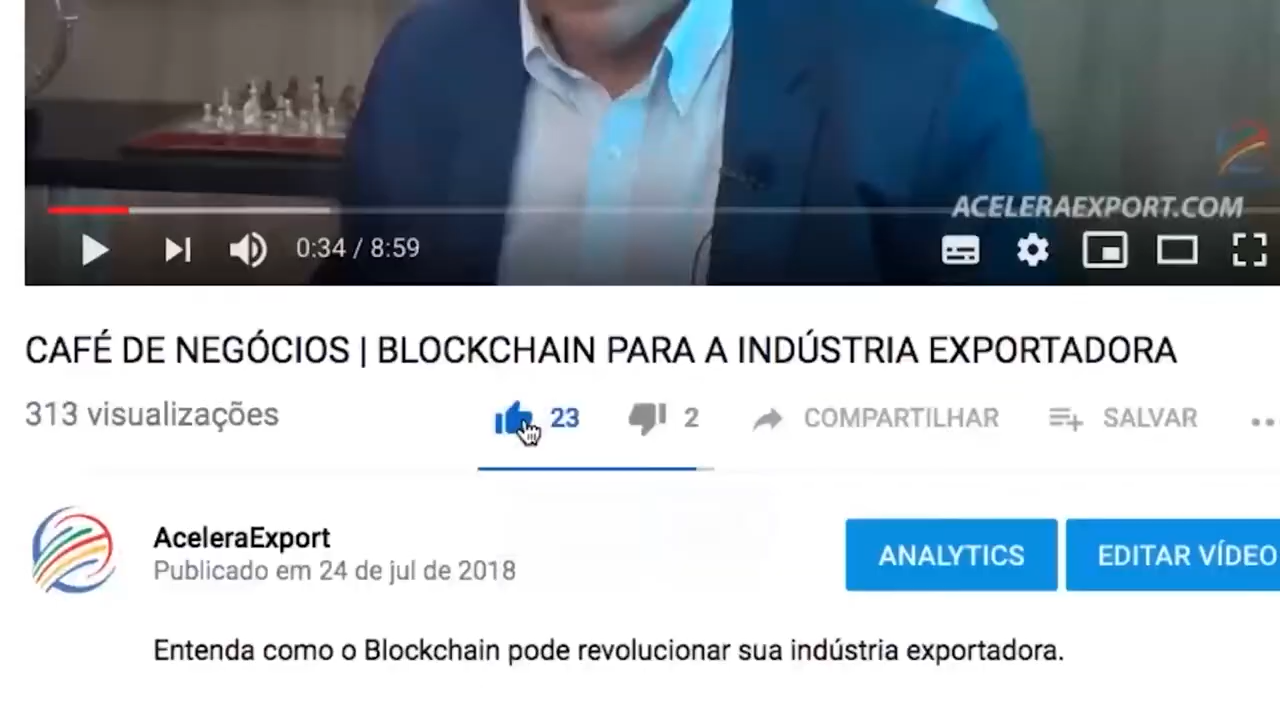 ACELERAEXPORT.COM
0:34 / 8:59
CAFÉ DE NEGÓCIOS | BLOCKCHAIN PARA A INDÚSTRIA EXPORTADORA
313 visualizações 23 2 COMPARTILHAR SALVAR
AceleraExport
Publicado em 24 de jul de 2018
ANALYTICS EDITAR VÍDEO
Entenda como o Blockchain pode revolucionar sua indústria exportadora.